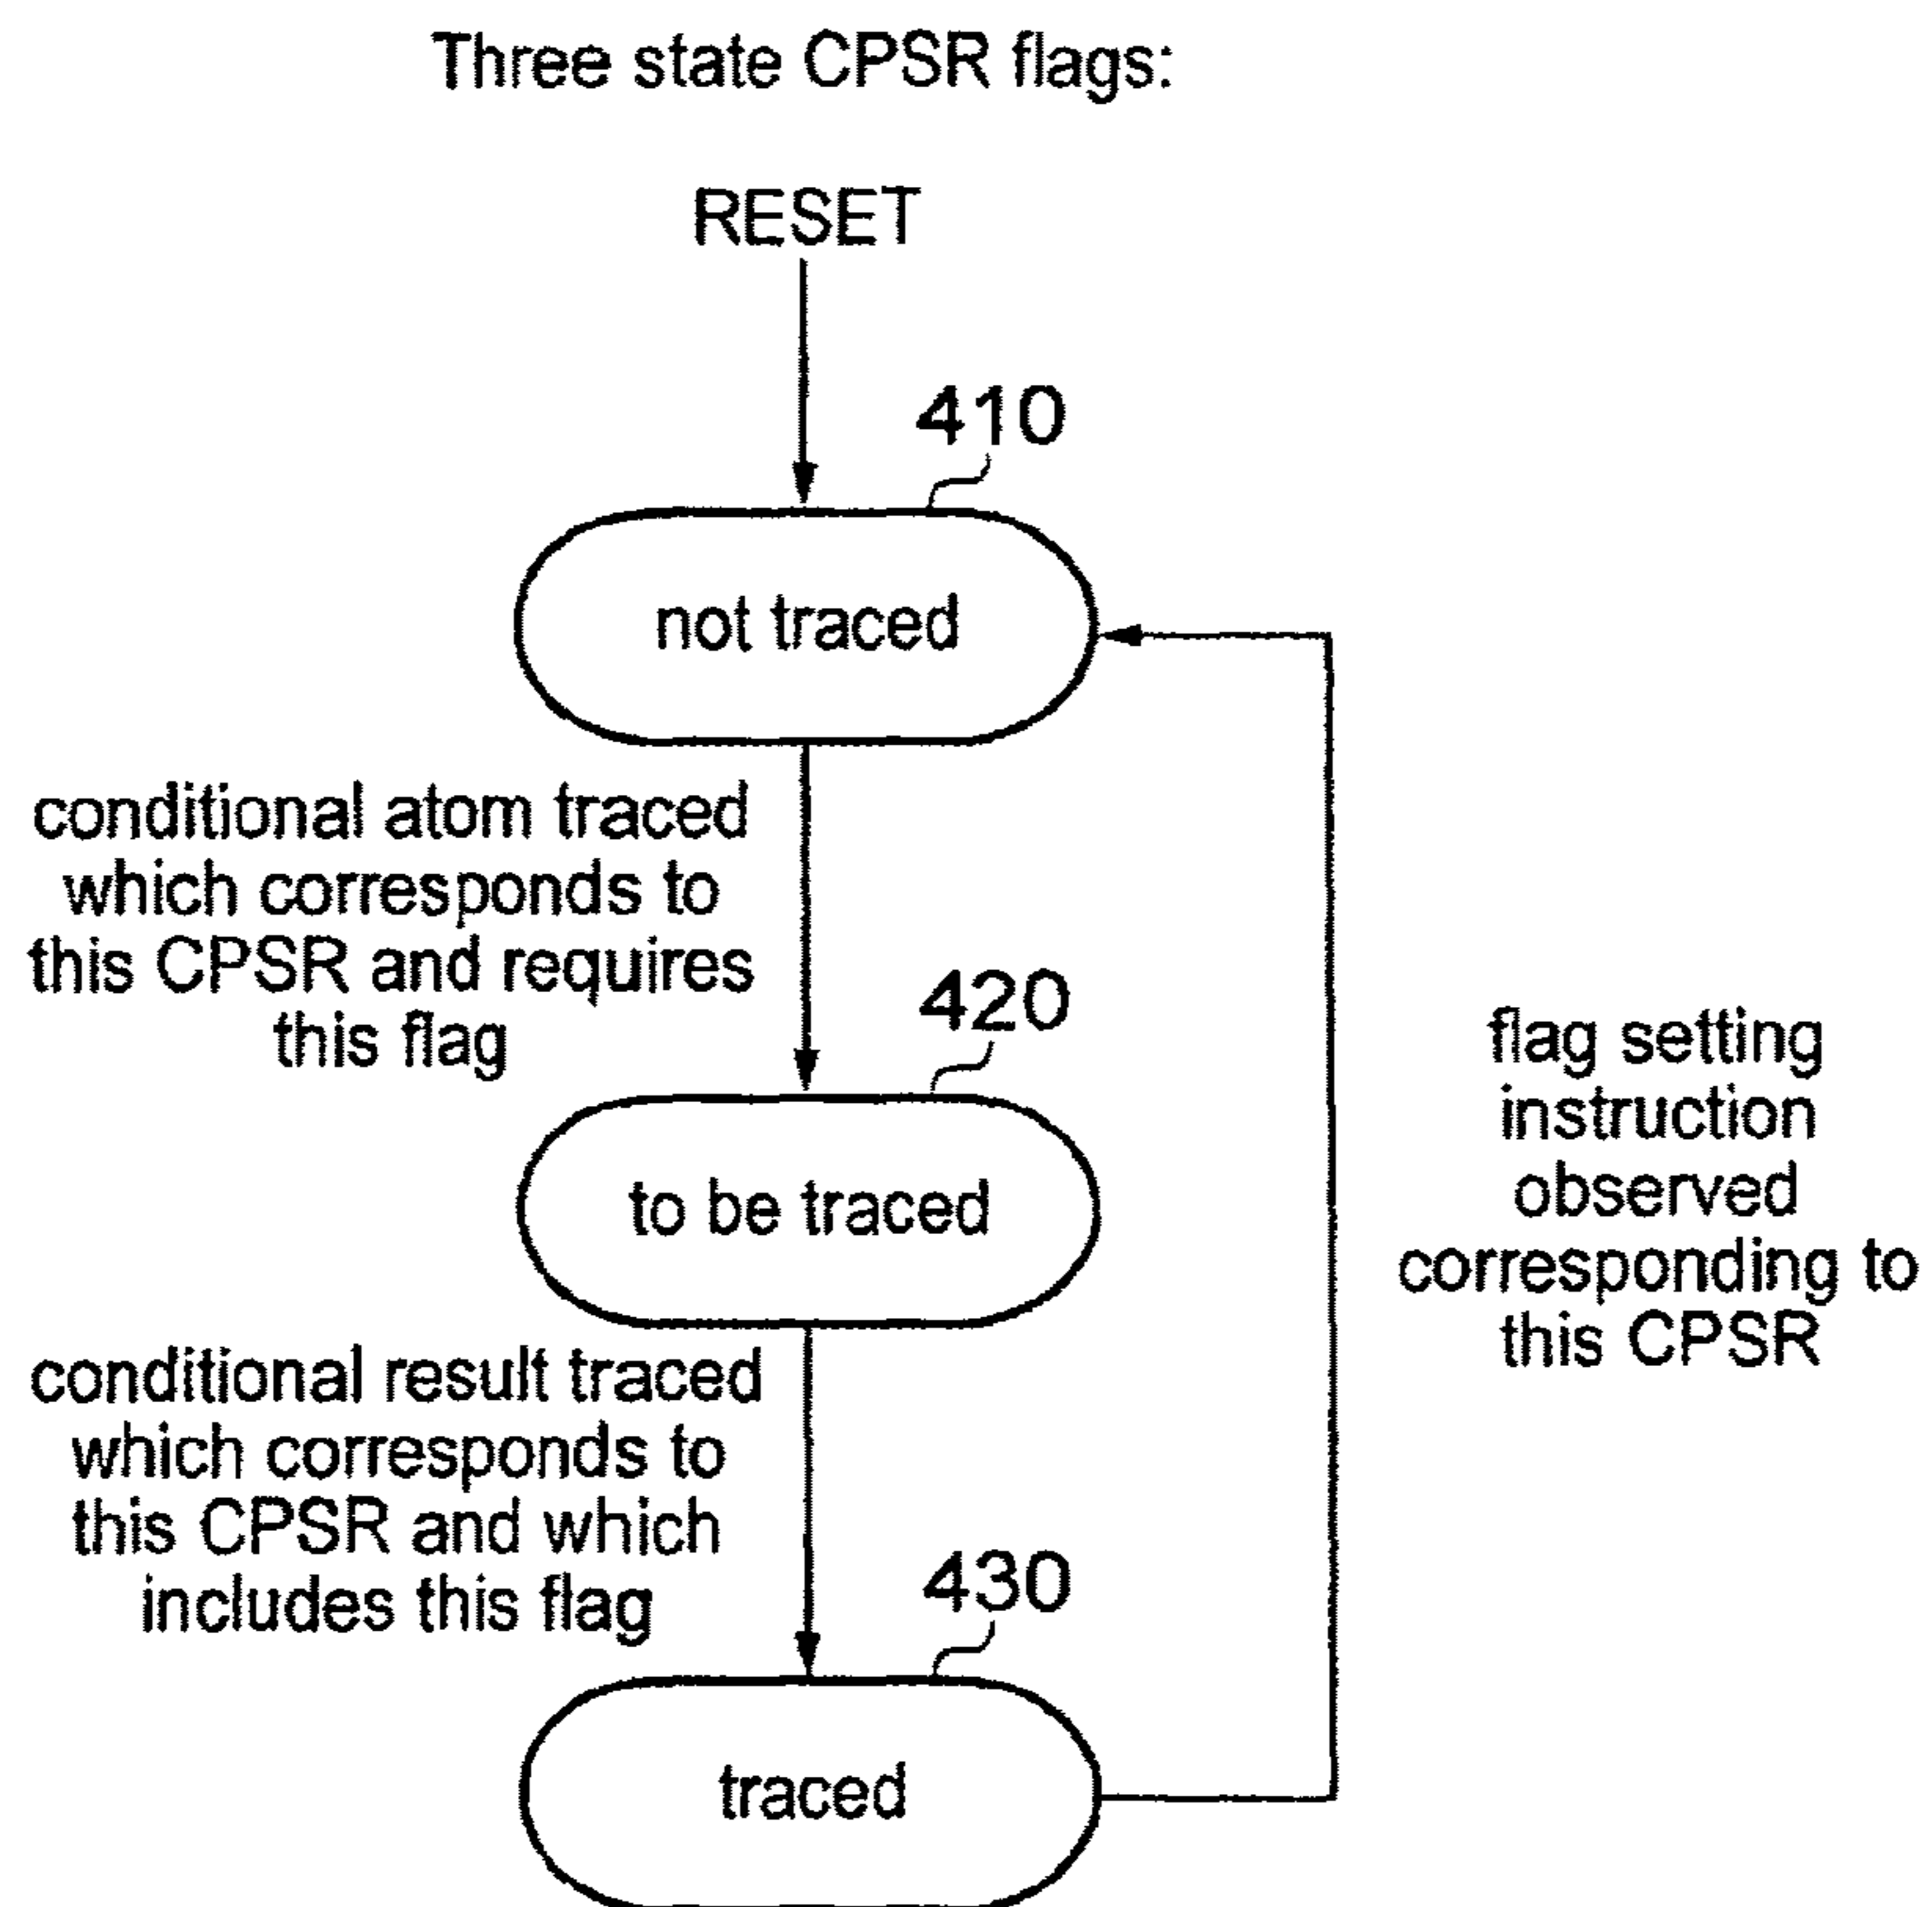 Three state CPSR flags:
RESET
410
not traced
conditional atom traced
which corresponds to
this CPSR and requires
this flag
420
to be traced
flag setting
instruction
observed
corresponding to
this CPSR
conditional result traced
which corresponds to
this CPSR and which
includes this flag
430
traced